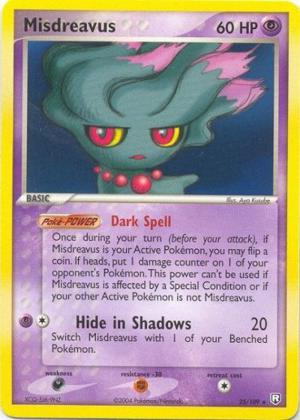 Misdreavus 60 HP
BASIC
Illus. Aya Kusube
Poké-POWER Dark Spell
Once during your turn (before your attack), if
Misdreavus is your Active Pokémon, you may flip a
coin. If heads, put 1 damage counter on 1 of your
opponent's Pokémon. This power can't be used if
Misdreavus is affected by a Special Condition or if
your other Active Pokémon is not Misdreavus.
Hide in Shadows 20
Switch Misdreavus with 1 of your Benched
Pokémon.
weakness resistance -30 retreat cost
©2004 Pokémon/Nintendo.
R